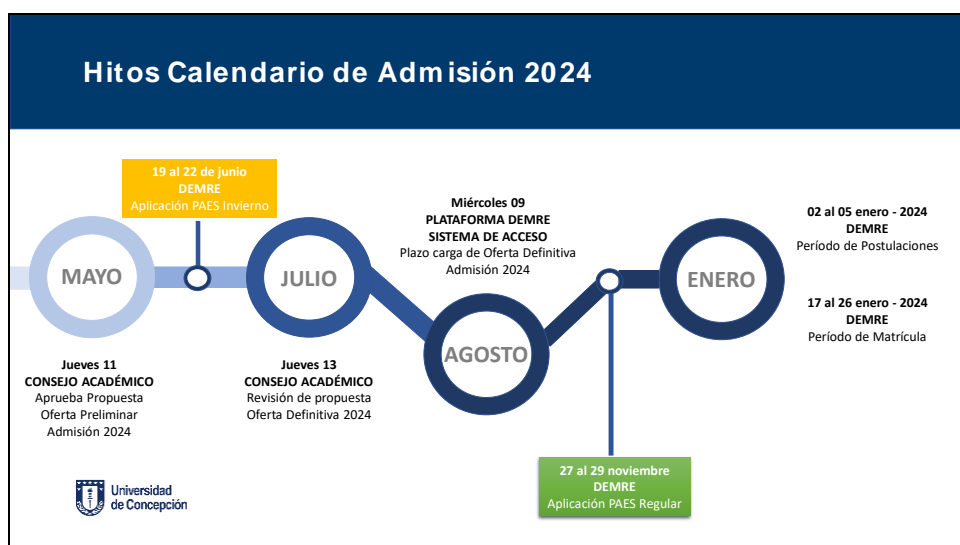 Hitos Calendario de Admisión 2024
19 al 22 de junio
DEMRE
Aplicación PAES Invierno
MAYO
Jueves 11
CONSEJO ACADÉMICO
Aprueba Propuesta
Oferta Preliminar
Admisión 2024
JULIO
Jueves 13
CONSEJO ACADÉMICO
Revisión de propuesta
Oferta Definitiva 2024
Miércoles 09
PLATAFORMA DEMRE
SISTEMA DE ACCESO
Plazo carga de Oferta Definitiva
Admisión 2024
AGOSTO
27 al 29 noviembre
DEMRE
Aplicación PAES Regular
ENERO
02 al 05 enero - 2024
DEMRE
Período de Postulaciones
17 al 26 enero - 2024
DEMRE
Período de Matrícula
Universidad
de Concepción